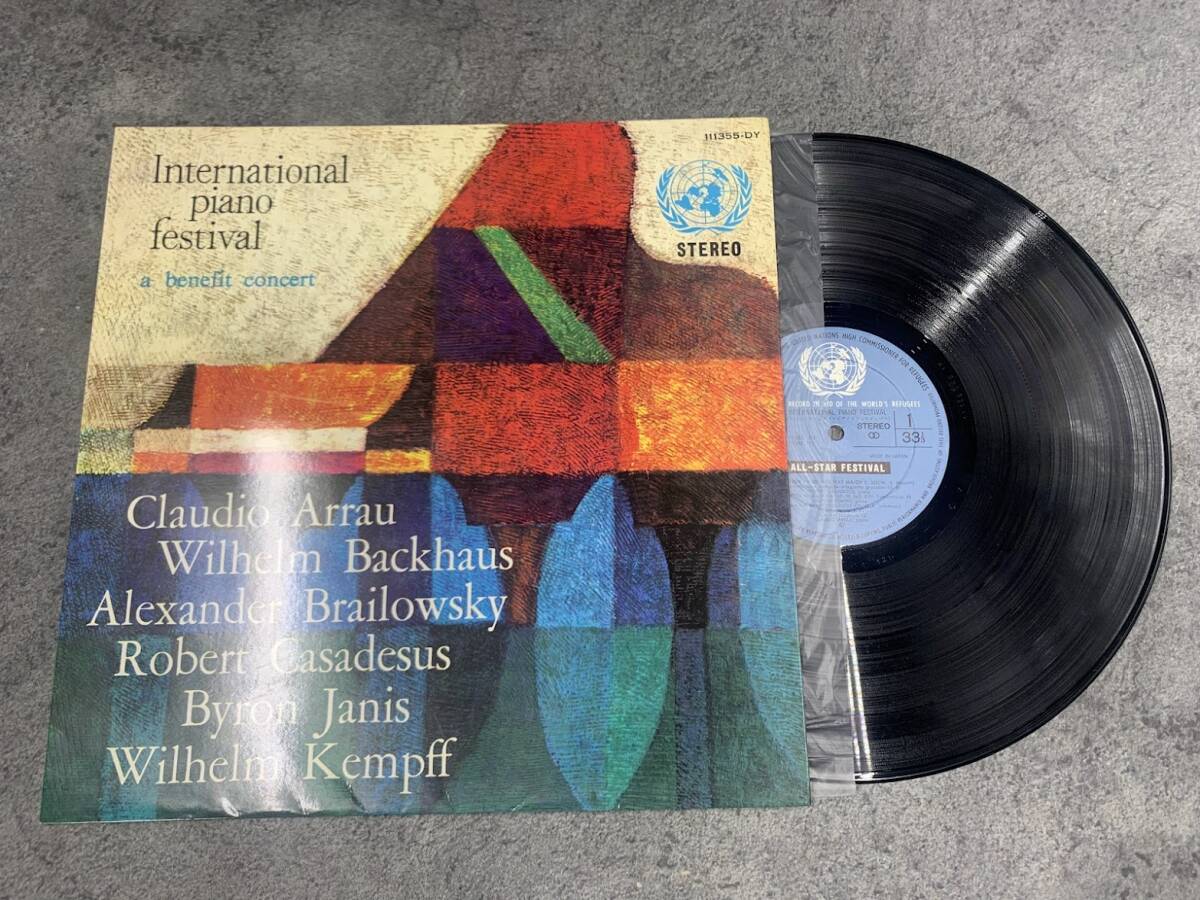 International
piano
festival
a benefit concert
111355-DY
STEREO
Claudio Arrau
Wilhelm Backhaus
Alexander Brailowsky
Robert Casadesus
Byron Janis
Wilhelm Kempff
UNITED NATIONS HIGH COMMISSIONER FOR REFUGEES
RECORD IN AID OF THE WORLD'S REFUGEES
INTERNATIONAL PIANO FESTIVAL
STEREO
1
33⅓
MADE IN JAPAN
ALL-STAR FESTIVAL